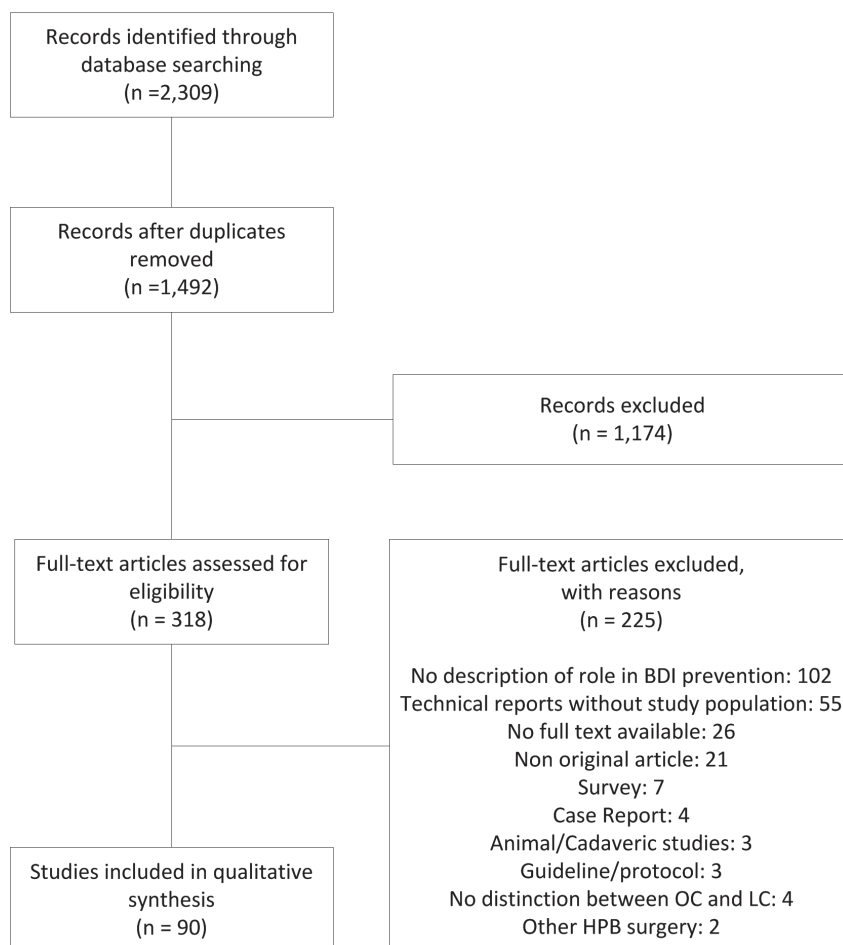 Records identified through
database searching
(n =2,309)
Records after duplicates
removed
(n =1,492)
Records excluded
(n = 1,174)
Full-text articles assessed for
eligibility
(n = 318)
Full-text articles excluded,
with reasons
(n = 225)
No description of role in BDI prevention: 102
Technical reports without study population: 55
No full text available: 26
Non original article: 21
Survey: 7
Case Report: 4
Animal/Cadaveric studies: 3
Guideline/protocol: 3
No distinction between OC and LC: 4
Other HPB surgery: 2
Studies included in qualitative
synthesis
(n = 90)